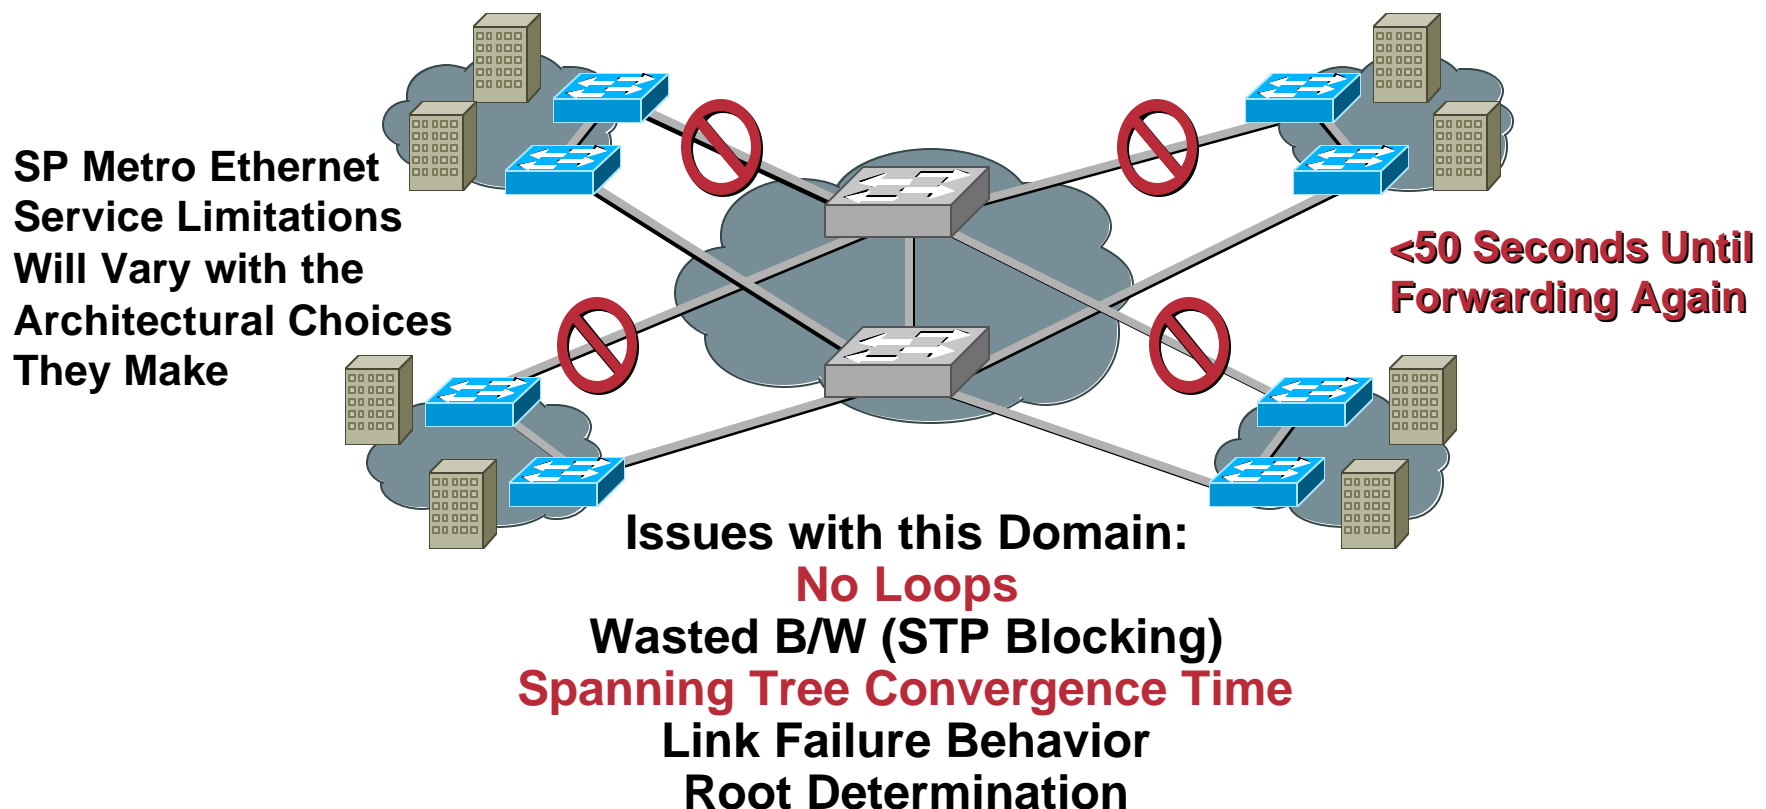 SP Metro Ethernet
Service Limitations
Will Vary with the
Architectural Choices
They Make
<50 Seconds Until
Forwarding Again
Issues with this Domain:
No Loops
Wasted B/W (STP Blocking)
Spanning Tree Convergence Time
Link Failure Behavior
Root Determination